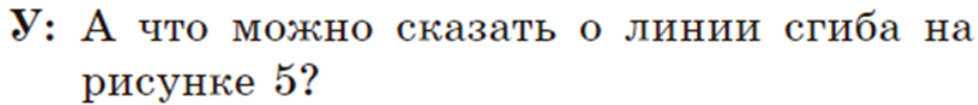 У: А что можно сказать о линии сгиба на
рисунке 5?